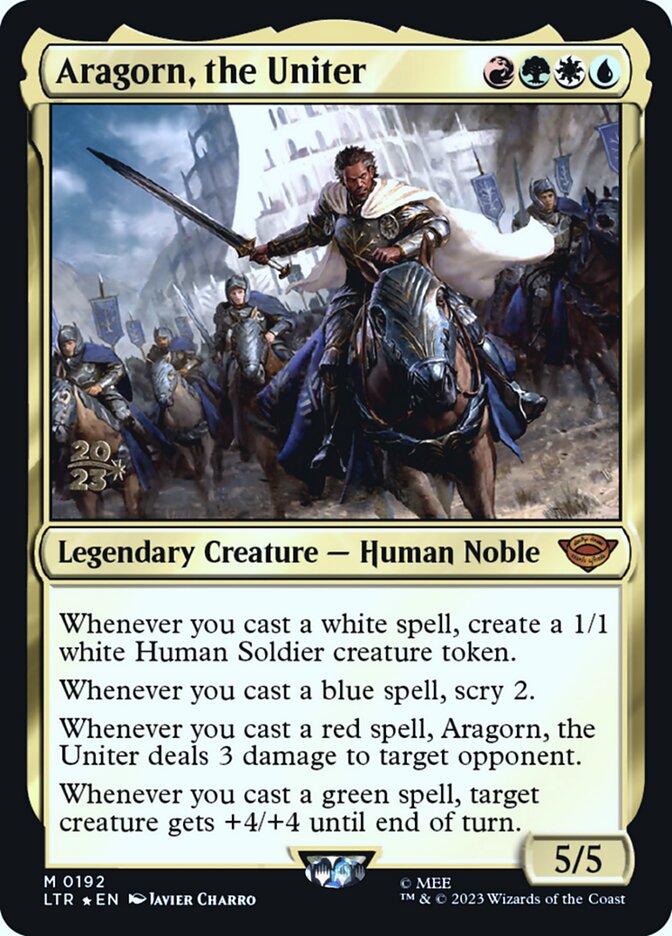 Aragorn, the Uniter
20
23
Legendary Creature — Human Noble
Whenever you cast a white spell, create a 1/1
white Human Soldier creature token.
Whenever you cast a blue spell, scry 2.
Whenever you cast a red spell, Aragorn, the
Uniter deals 3 damage to target opponent.
Whenever you cast a green spell, target
creature gets +4/+4 until end of turn.
5/5
M 0192
LTR ★ EN Javier Charro
© MEE
™ & © 2023 Wizards of the Coast